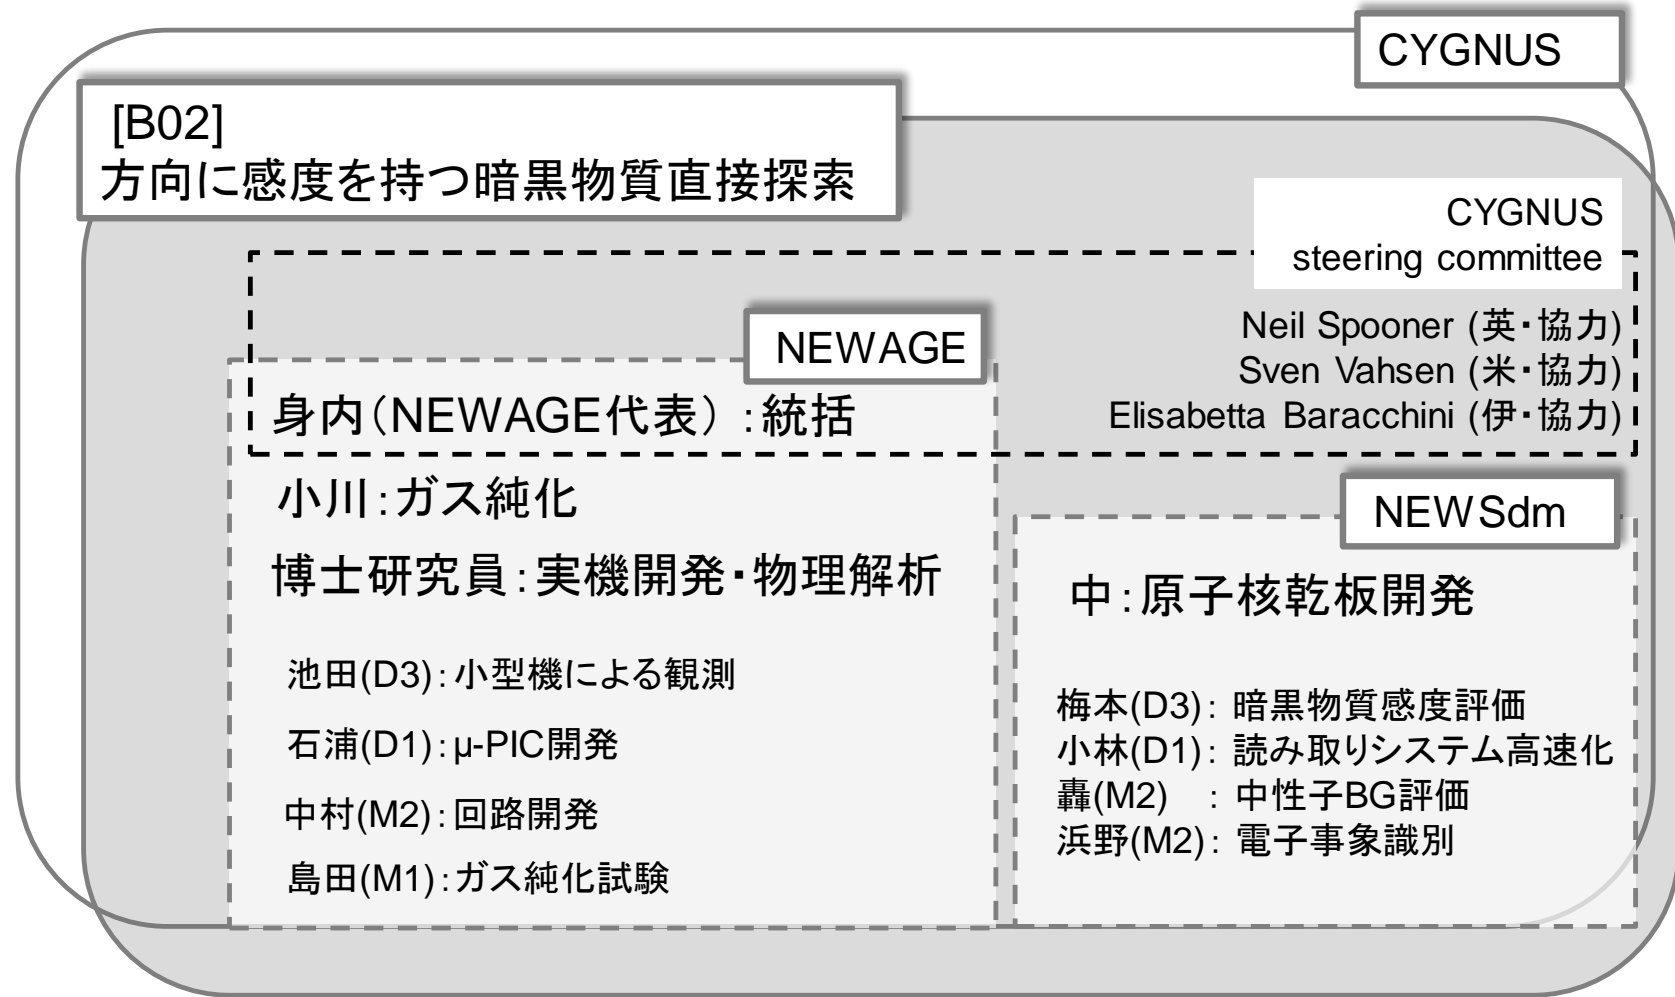 CYGNUS
[B02]
方向に感度を持つ暗黒物質直接探索
CYGNUS
steering committee
Neil Spooner (英・協力)
Sven Vahsen (米・協力)
Elisabetta Baracchini (伊・協力)
NEWAGE
身内(NEWAGE代表):統括
小川:ガス純化
博士研究員:実機開発・物理解析
池田(D3):小型機による観測
石浦(D1):μ-PIC開発
中村(M2):回路開発
島田(M1):ガス純化試験
NEWSdm
中:原子核乾板開発
梅本(D3): 暗黒物質感度評価
小林(D1): 読み取りシステム高速化
轟(M2) : 中性子BG評価
浜野(M2): 電子事象識別